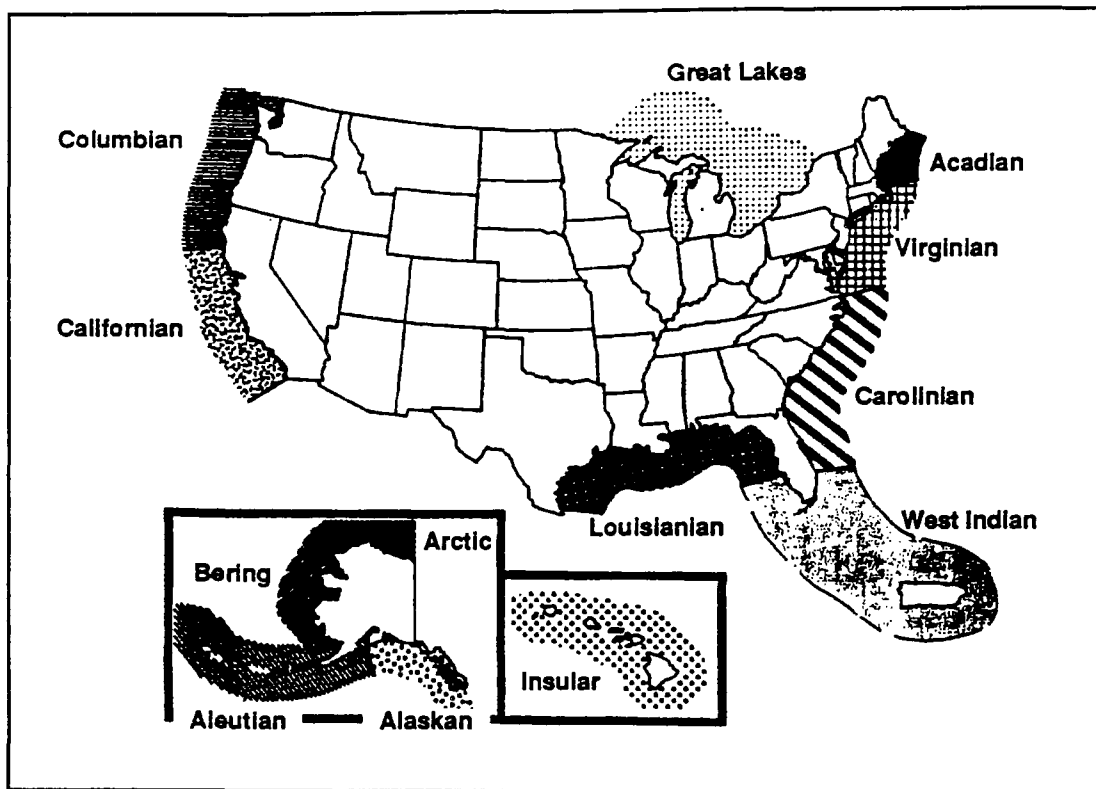 Great Lakes
Columbian
Acadian
Virginian
Californian
Carolinian
West Indian
Louisianian
Arctic
Bering
Insular
Aleutian
Alaskan